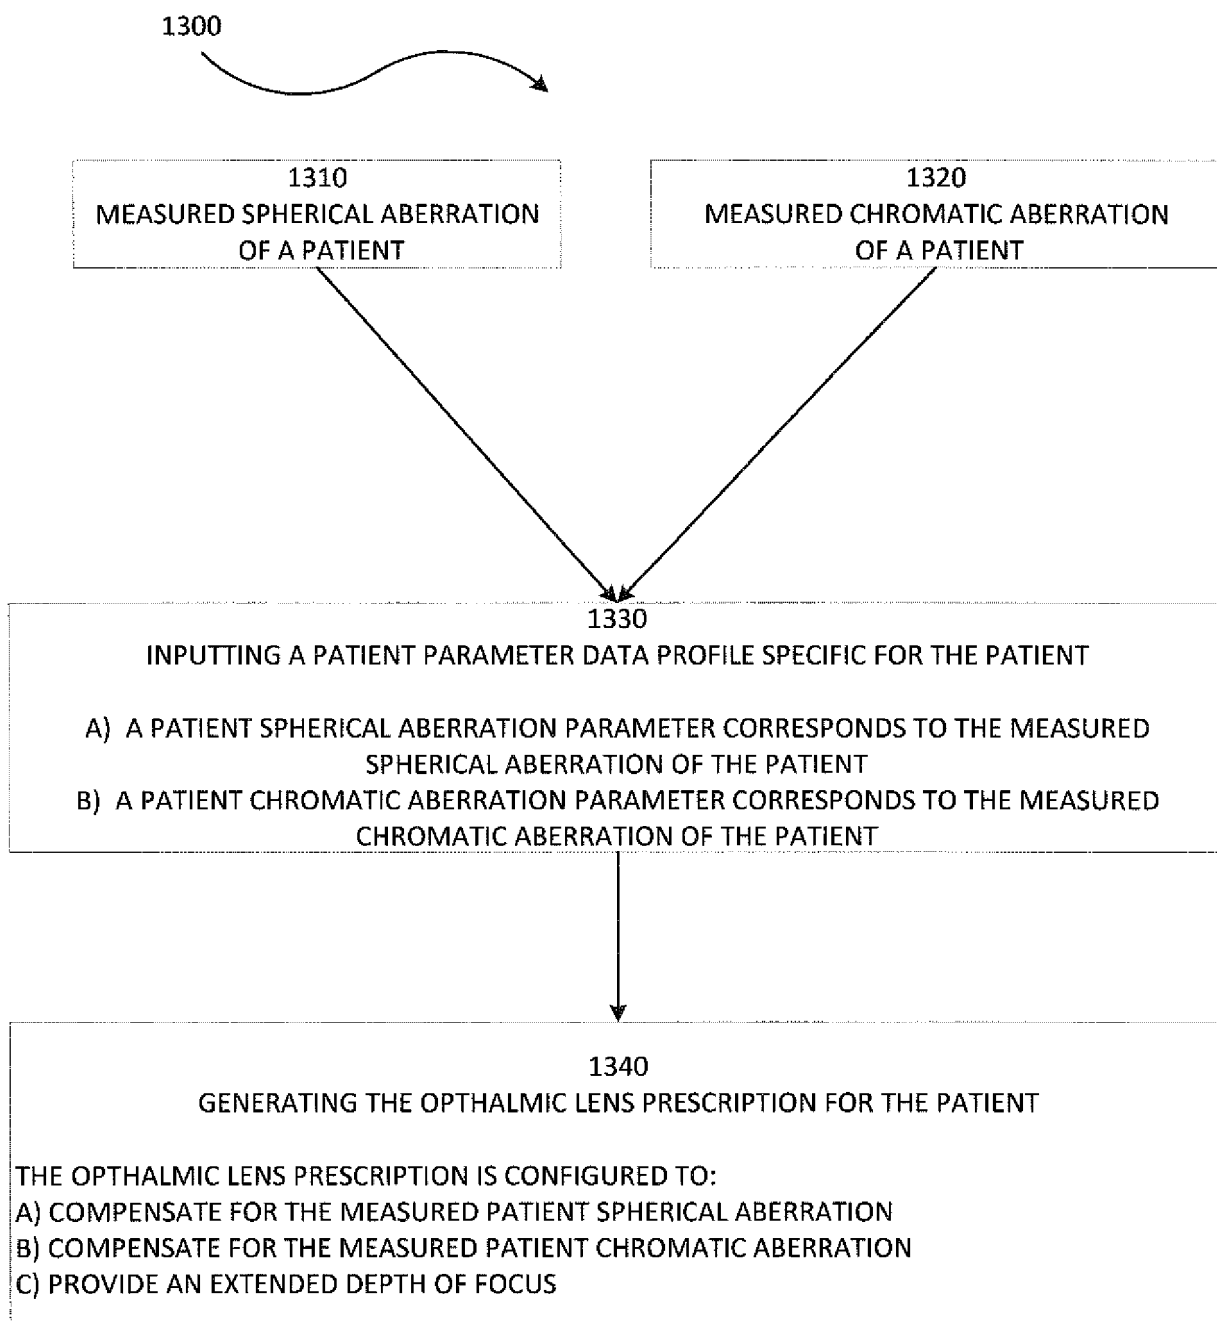 1300
1310
MEASURED SPHERICAL ABERRATION
OF A PATIENT
1320
MEASURED CHROMATIC ABERRATION
OF A PATIENT
1330
INPUTTING A PATIENT PARAMETER DATA PROFILE SPECIFIC FOR THE PATIENT
A) A PATIENT SPHERICAL ABERRATION PARAMETER CORRESPONDS TO THE MEASURED
SPHERICAL ABERRATION OF THE PATIENT
B) A PATIENT CHROMATIC ABERRATION PARAMETER CORRESPONDS TO THE MEASURED
CHROMATIC ABERRATION OF THE PATIENT
1340
GENERATING THE OPTHALMIC LENS PRESCRIPTION FOR THE PATIENT
THE OPTHALMIC LENS PRESCRIPTION IS CONFIGURED TO:
A) COMPENSATE FOR THE MEASURED PATIENT SPHERICAL ABERRATION
B) COMPENSATE FOR THE MEASURED PATIENT CHROMATIC ABERRATION
C) PROVIDE AN EXTENDED DEPTH OF FOCUS